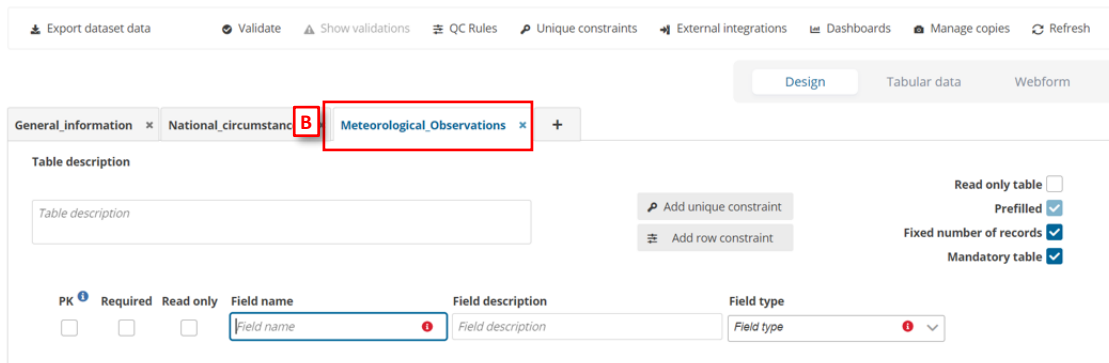 Export dataset data Validate Show validations QC Rules Unique constraints External integrations Dashboards Manage copies Refresh
Design Tabular data Webform
General_information × National_circumstanc B Meteorological_Observations × +
Table description
Read only table
Table description
Add unique constraint
Prefilled
Fixed number of records
Add row constraint
Mandatory table
PK Required Read only Field name Field description Field type
Field name Field description Field type